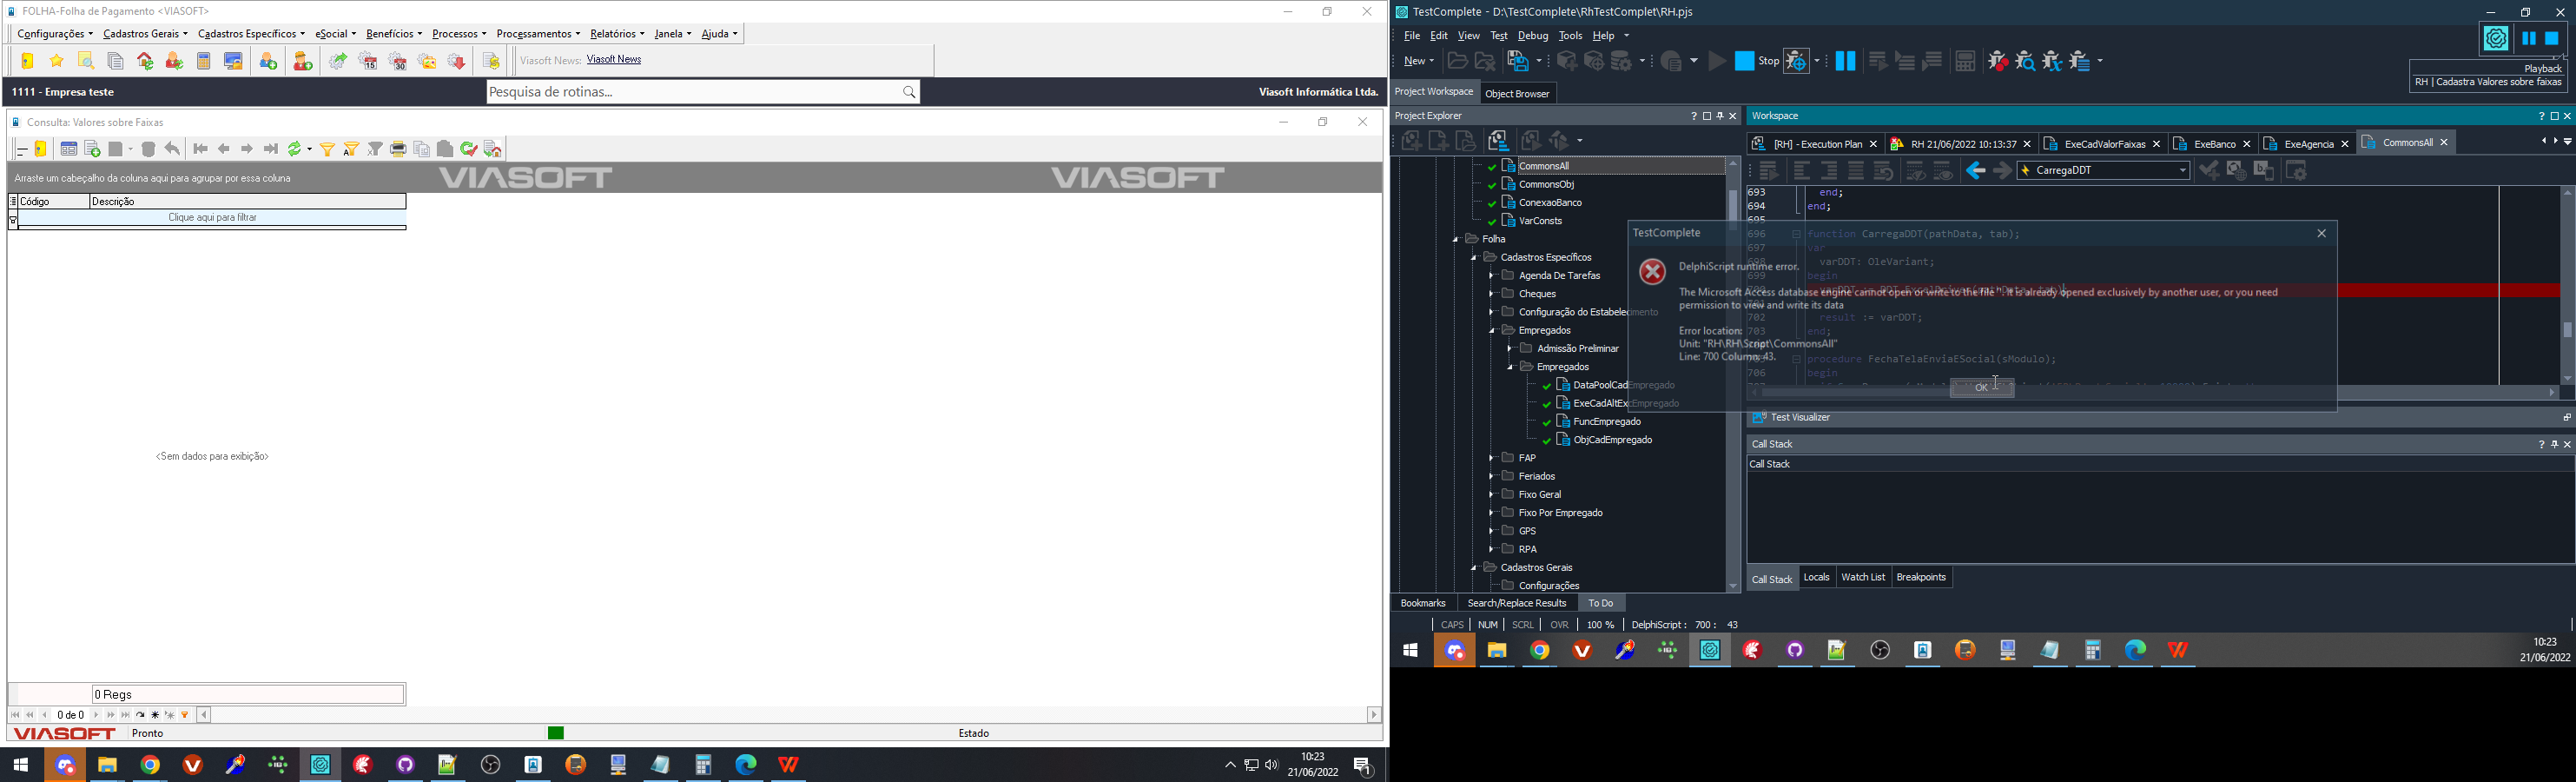 FOLHA-Folha de Pagamento <VIASOFT>
Configurações Cadastros Gerais Cadastros Específicos eSocial Benefícios Processos Processamentos Relatórios Janela Ajuda
15 30
Viasoft News: Viasoft News
1111 - Empresa teste
Pesquisa de rotinas...
Viasoft Informática Ltda.
Consulta: Valores sobre Faixas
Arraste um cabeçalho da coluna aqui para agrupar por essa coluna
VIASOFT VIASOFT
Código Descrição
Clique aqui para filtrar
<Sem dados para exibição>
0 Regs
0 de 0
VIASOFT Pronto Estado
10:23
21/06/2022
1
TestComplete - D:\TestComplete\RhTestComplet\RH.pjs
File Edit View Test Debug Tools Help
New Stop
Playback
RH | Cadastra Valores sobre faixas
Project Workspace Object Browser
Project Explorer
CommonsAll
CommonsObj
ConexaoBanco
VarConsts
Folha
Cadastros Específicos
Agenda De Tarefas
Cheques
Configuração do Estabelecimento
Empregados
Admissão Preliminar
Empregados
DataPoolCadEmpregado
ExeCadAltExcEmpregado
FuncEmpregado
ObjCadEmpregado
FAP
Feriados
Fixo Geral
Fixo Por Empregado
GPS
RPA
Cadastros Gerais
Configurações
Bookmarks Search/Replace Results To Do
Workspace
[RH] - Execution Plan RH 21/06/2022 10:13:37 ExeCadValorFaixas ExeBanco ExeAgencia CommonsAll
CarregaDDT
693 end;
694 end;
695
696 function CarregaDDT(pathData, tab);
697 var
698 varDDT: OleVariant;
699 begin
varDDT := DDT.ExcelDriver(pathData, tab)
702 result := varDDT;
703 end;
procedure FechaTelaEnviaESocial(sModulo);
706 begin
TestComplete
DelphiScript runtime error.
The Microsoft Access database engine cannot open or write to the file ''. It is already opened exclusively by another user, or you need
permission to view and write its data
Error location:
Unit: "RH\RH\Script\CommonsAll"
Line: 700 Column: 43.
OK
Test Visualizer
Call Stack
Call Stack
Call Stack Locals Watch List Breakpoints
CAPS NUM SCRL OVR 100 % DelphiScript : 700 : 43
10:23
21/06/2022